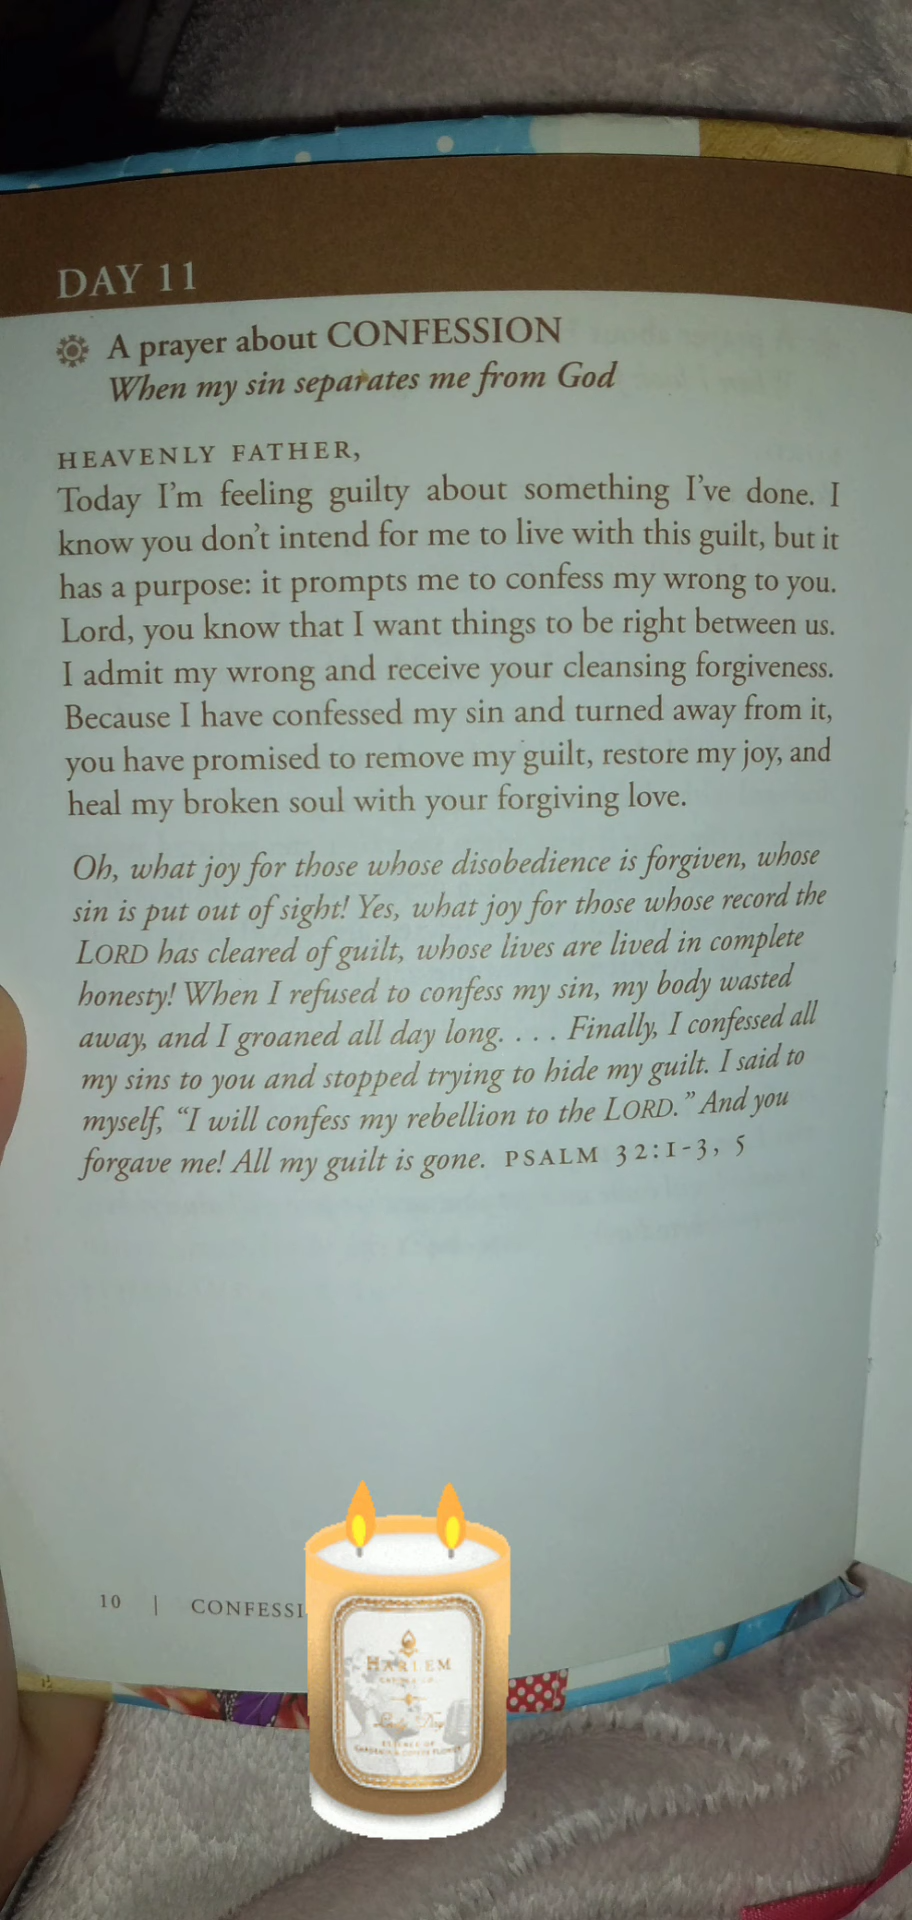 DAY 11
A prayer about CONFESSION
When my sin separates me from God
HEAVENLY FATHER,
Today I'm feeling guilty about something I've done. I
know you don't intend for me to live with this guilt, but it
has a purpose: it prompts me to confess my wrong to you.
Lord, you know that I want things to be right between us.
I admit my wrong and receive your cleansing forgiveness.
Because I have confessed my sin and turned away from it,
you have promised to remove my guilt, restore my joy, and
heal my broken soul with your forgiving love.
Oh, what joy for those whose disobedience is forgiven, whose
sin is put out of sight! Yes, what joy for those whose record the
LORD has cleared of guilt, whose lives are lived in complete
honesty! When I refused to confess my sin, my body wasted
away, and I groaned all day long. . . . Finally, I confessed all
my sins to you and stopped trying to hide my guilt. I said to
myself, “I will confess my rebellion to the LORD.” And you
forgave me! All my guilt is gone. PSALM 32:1-3, 5
10 | CONFESSI
HARLEM
CANDLE CO.
Lady Day
ESSENCE OF